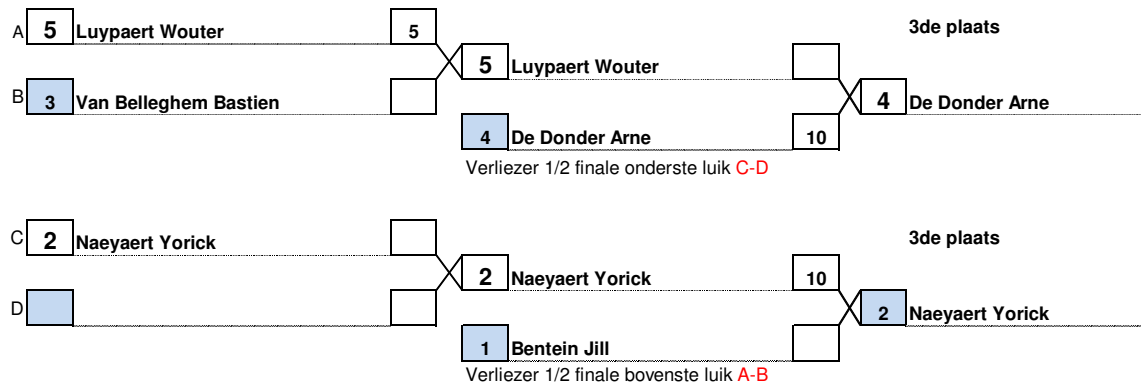 A 5 Luypaert Wouter 5 3de plaats
5 Luypaert Wouter
B 3 Van Belleghem Bastien 4 De Donder Arne
4 De Donder Arne 10
Verliezer 1/2 finale onderste luik C-D
C 2 Naeyaert Yorick 3de plaats
2 Naeyaert Yorick 10
D 2 Naeyaert Yorick
1 Bentein Jill
Verliezer 1/2 finale bovenste luik A-B